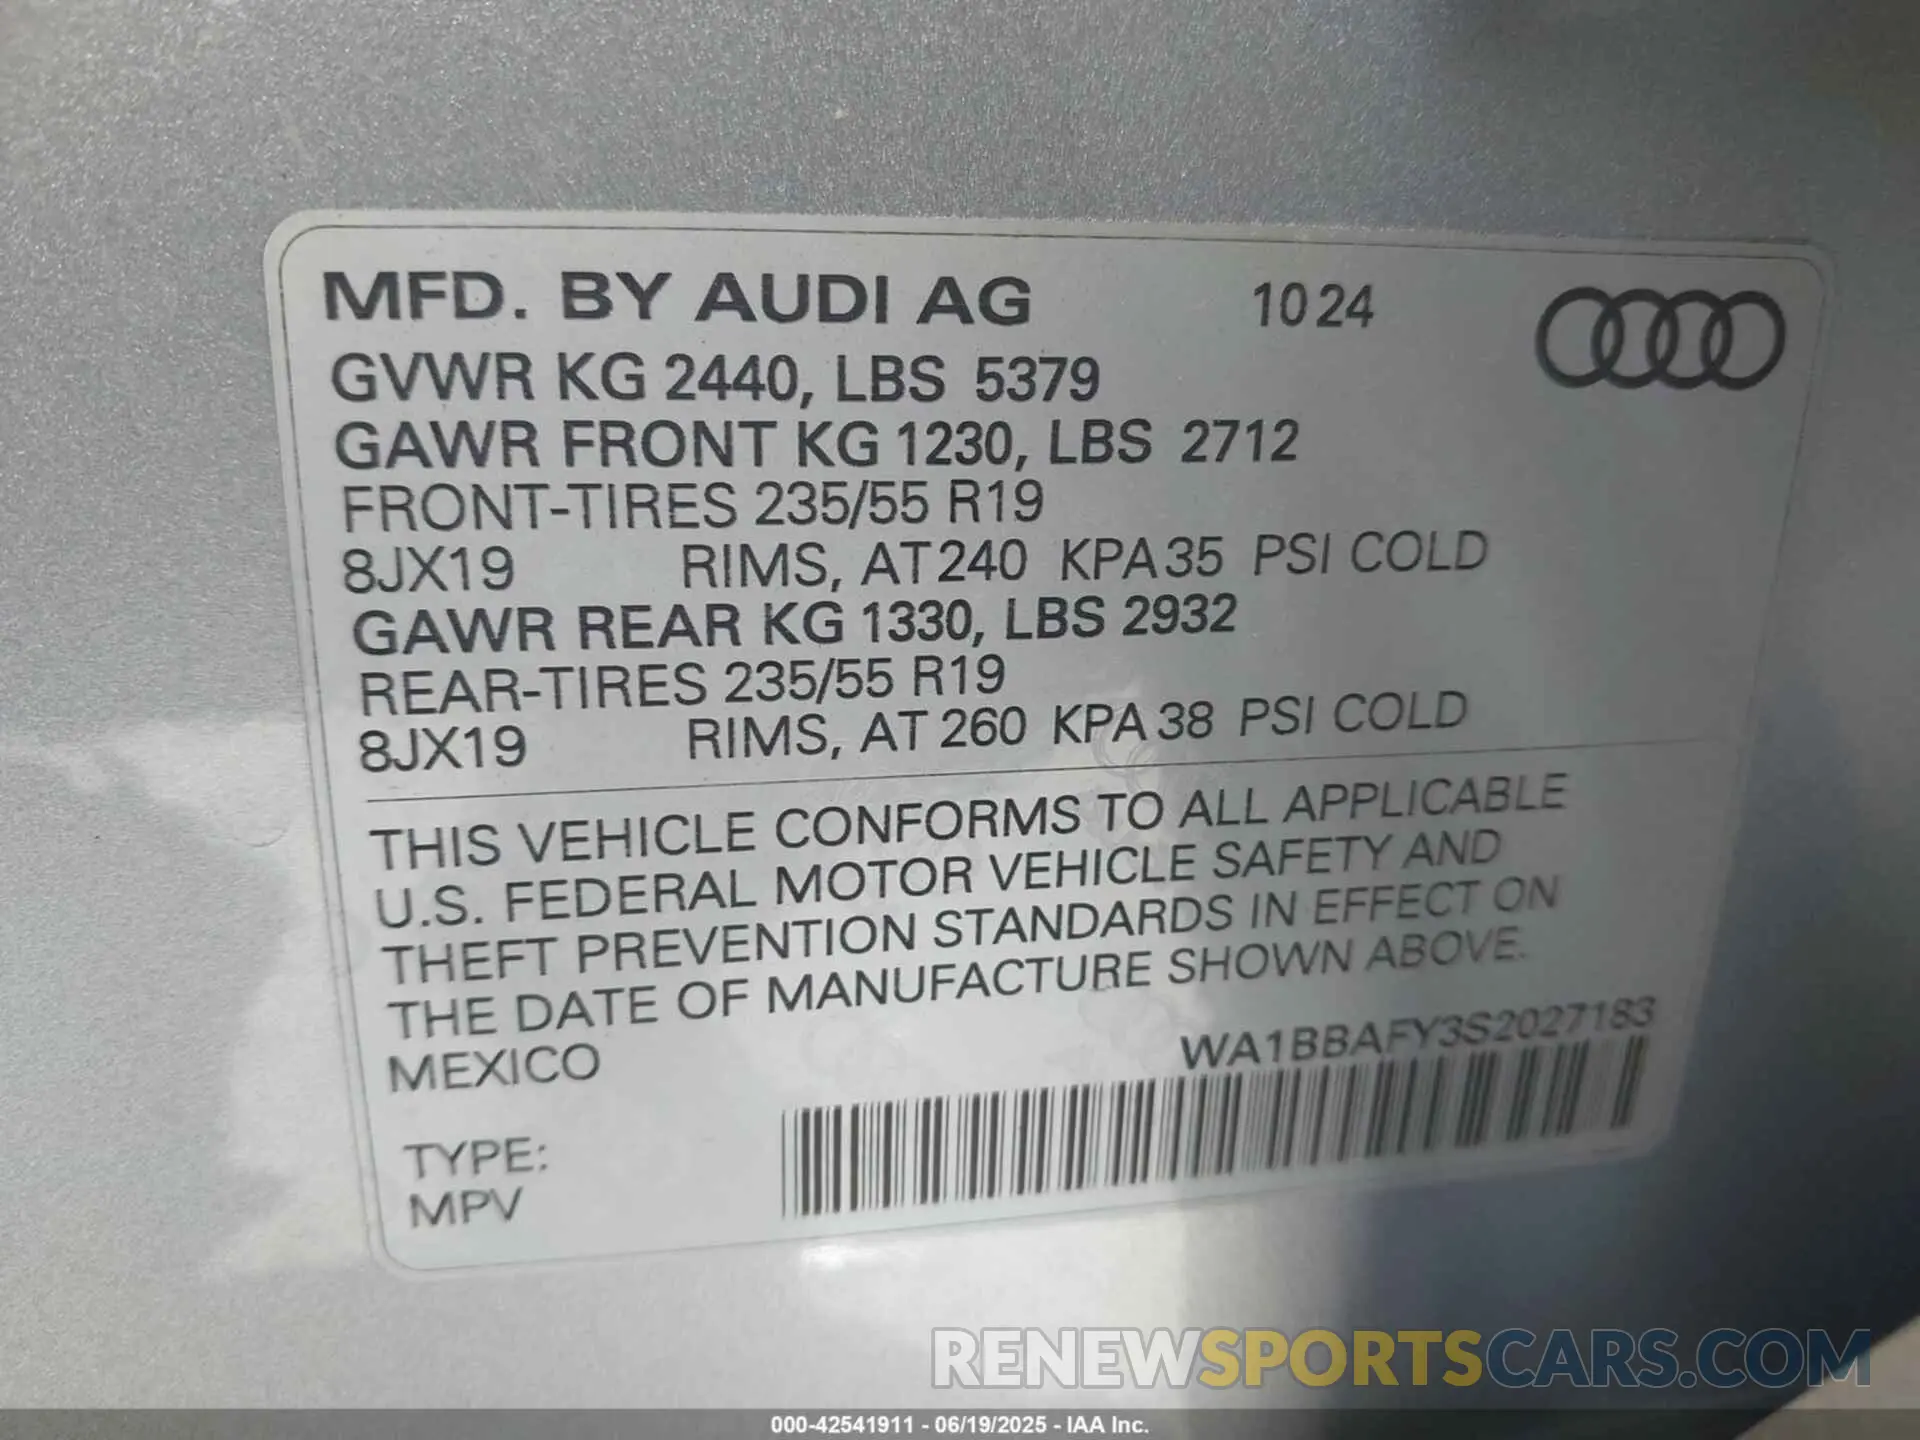 MFD. BY AUDI AG 10 24
GVWR KG 2440, LBS 5379
GAWR FRONT KG 1230, LBS 2712
FRONT-TIRES 235/55 R19
8JX19 RIMS, AT 240 KPA 35 PSI COLD
GAWR REAR KG 1330, LBS 2932
REAR-TIRES 235/55 R19
8JX19 RIMS, AT 260 KPA 38 PSI COLD
THIS VEHICLE CONFORMS TO ALL APPLICABLE
U.S. FEDERAL MOTOR VEHICLE SAFETY AND
THEFT PREVENTION STANDARDS IN EFFECT ON
THE DATE OF MANUFACTURE SHOWN ABOVE.
MEXICO WA1BBAFY3S2027183
TYPE:
MPV
RENEWSPORTSCARS.COM
000-42541911 - 06/19/2025 - IAA Inc.